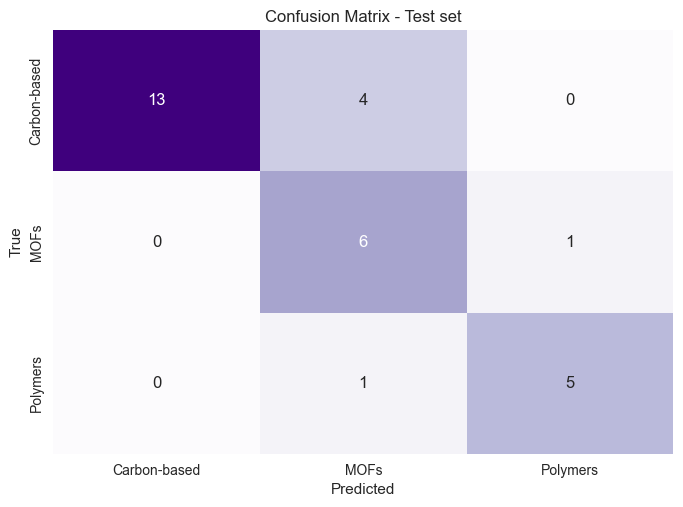 Confusion Matrix - Test set
True
Carbon-based
13 4 0
MOFs
0 6 1
Polymers
0 1 5
Carbon-based MOFs Polymers
Predicted